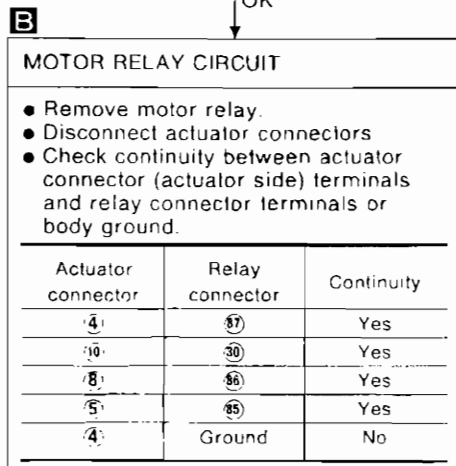 OK
B
MOTOR RELAY CIRCUIT
● Remove motor relay.
● Disconnect actuator connectors
● Check continuity between actuator
connector (actuator side) terminals
and relay connector terminals or
body ground.
Actuator connector Relay connector Continuity
④ 87 Yes
⑩ 30 Yes
⑧ 86 Yes
⑤ 85 Yes
④ Ground No